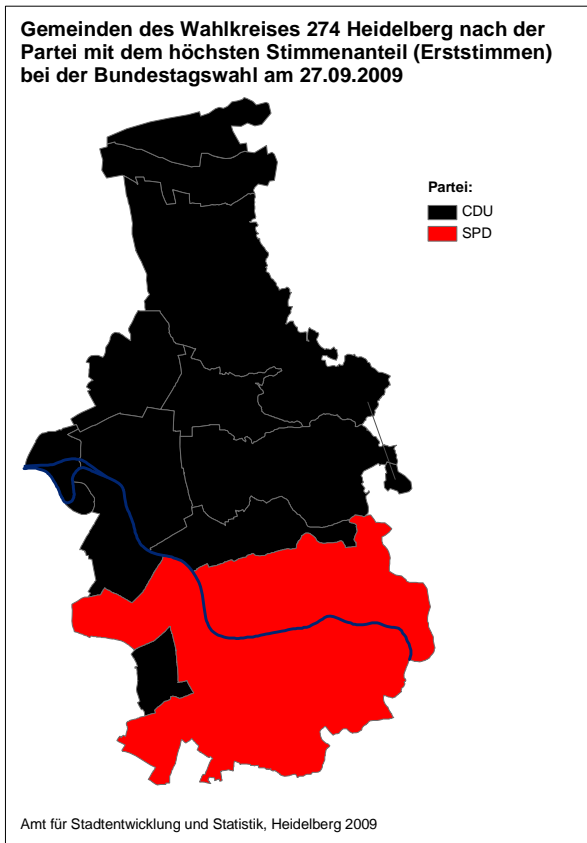 Gemeinden des Wahlkreises 274 Heidelberg nach der
Partei mit dem höchsten Stimmenanteil (Erststimmen)
bei der Bundestagswahl am 27.09.2009
Partei:
CDU
SPD
Amt für Stadtentwicklung und Statistik, Heidelberg 2009